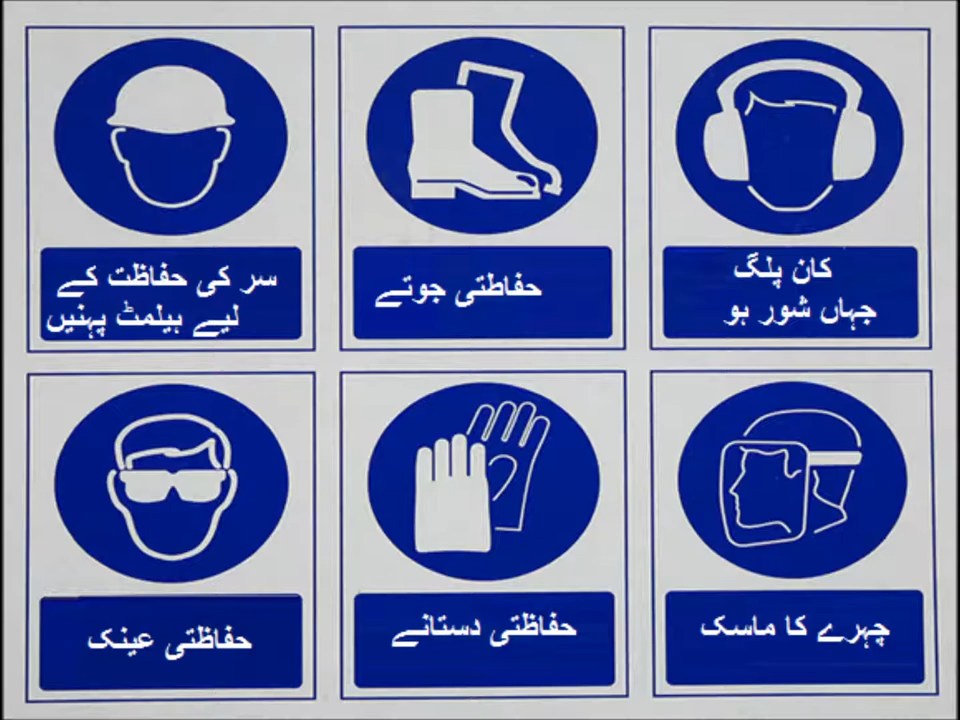 کان پلگ
جہاں شور ہو
حفاطتی جوتے
سر کی حفاظت کے
لیے ہیلمٹ پہنیں
چہرے کا ماسک
حفاظتی دستانے
حفاظتی عینک